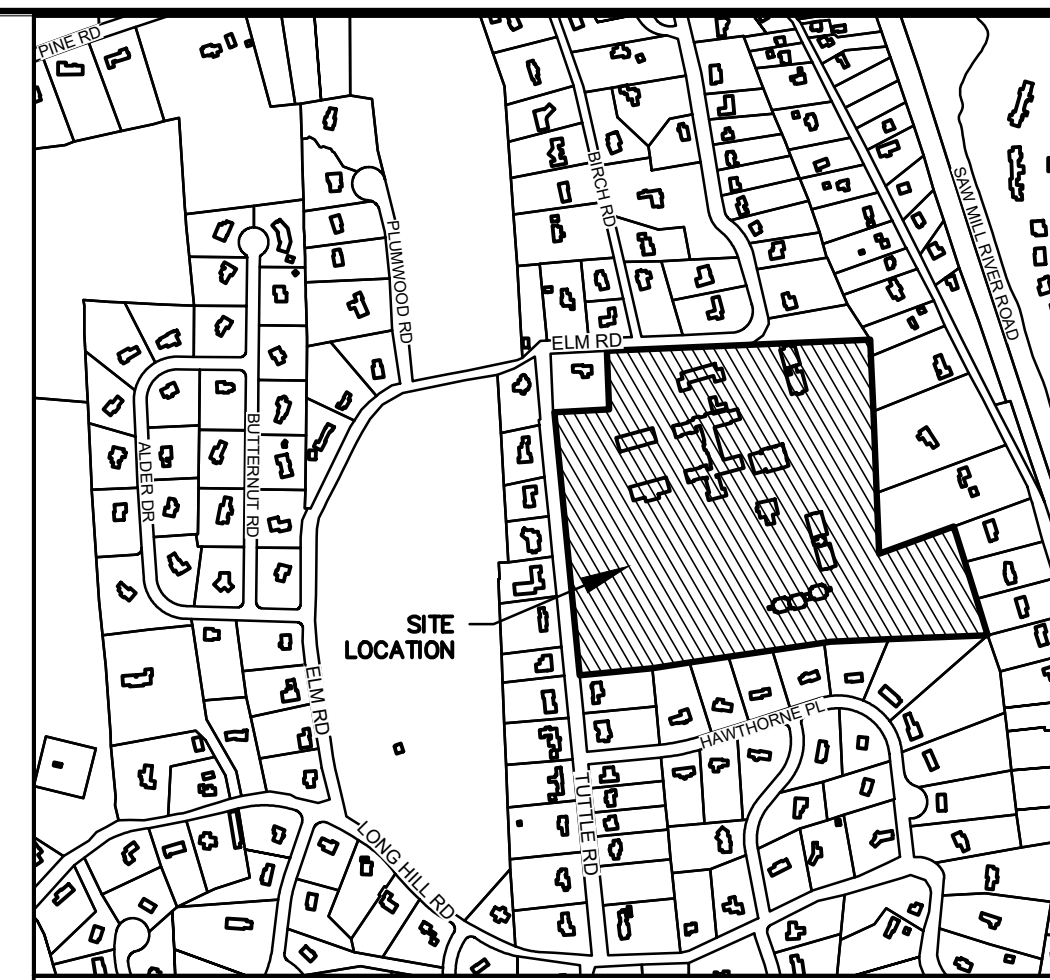 PINE RD
BIRCH RD
SAW MILL RIVER ROAD
PLUMWOOD RD
ELM RD
BUTTERNUT RD
ALDER DR
SITE
LOCATION
ELM RD
HAWTHORNE PL
TUTTLE RD
LONG HILL RD